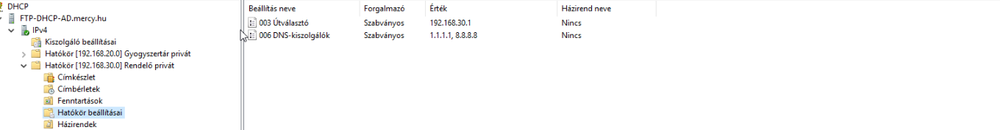 DHCP
FTP-DHCP-AD.mercy.hu
IPv4
Kiszolgáló beállításai
Hatókör [192.168.20.0] Gyogyszertár privát
Hatókör [192.168.30.0] Rendelő privát
Címkészlet
Címbérletek
Fenntartások
Hatókör beállításai
Házirendek
Beállítás neve Forgalmazó Érték Házirend neve
003 Útválasztó Szabványos 192.168.30.1 Nincs
006 DNS-kiszolgálók Szabványos 1.1.1.1, 8.8.8.8 Nincs